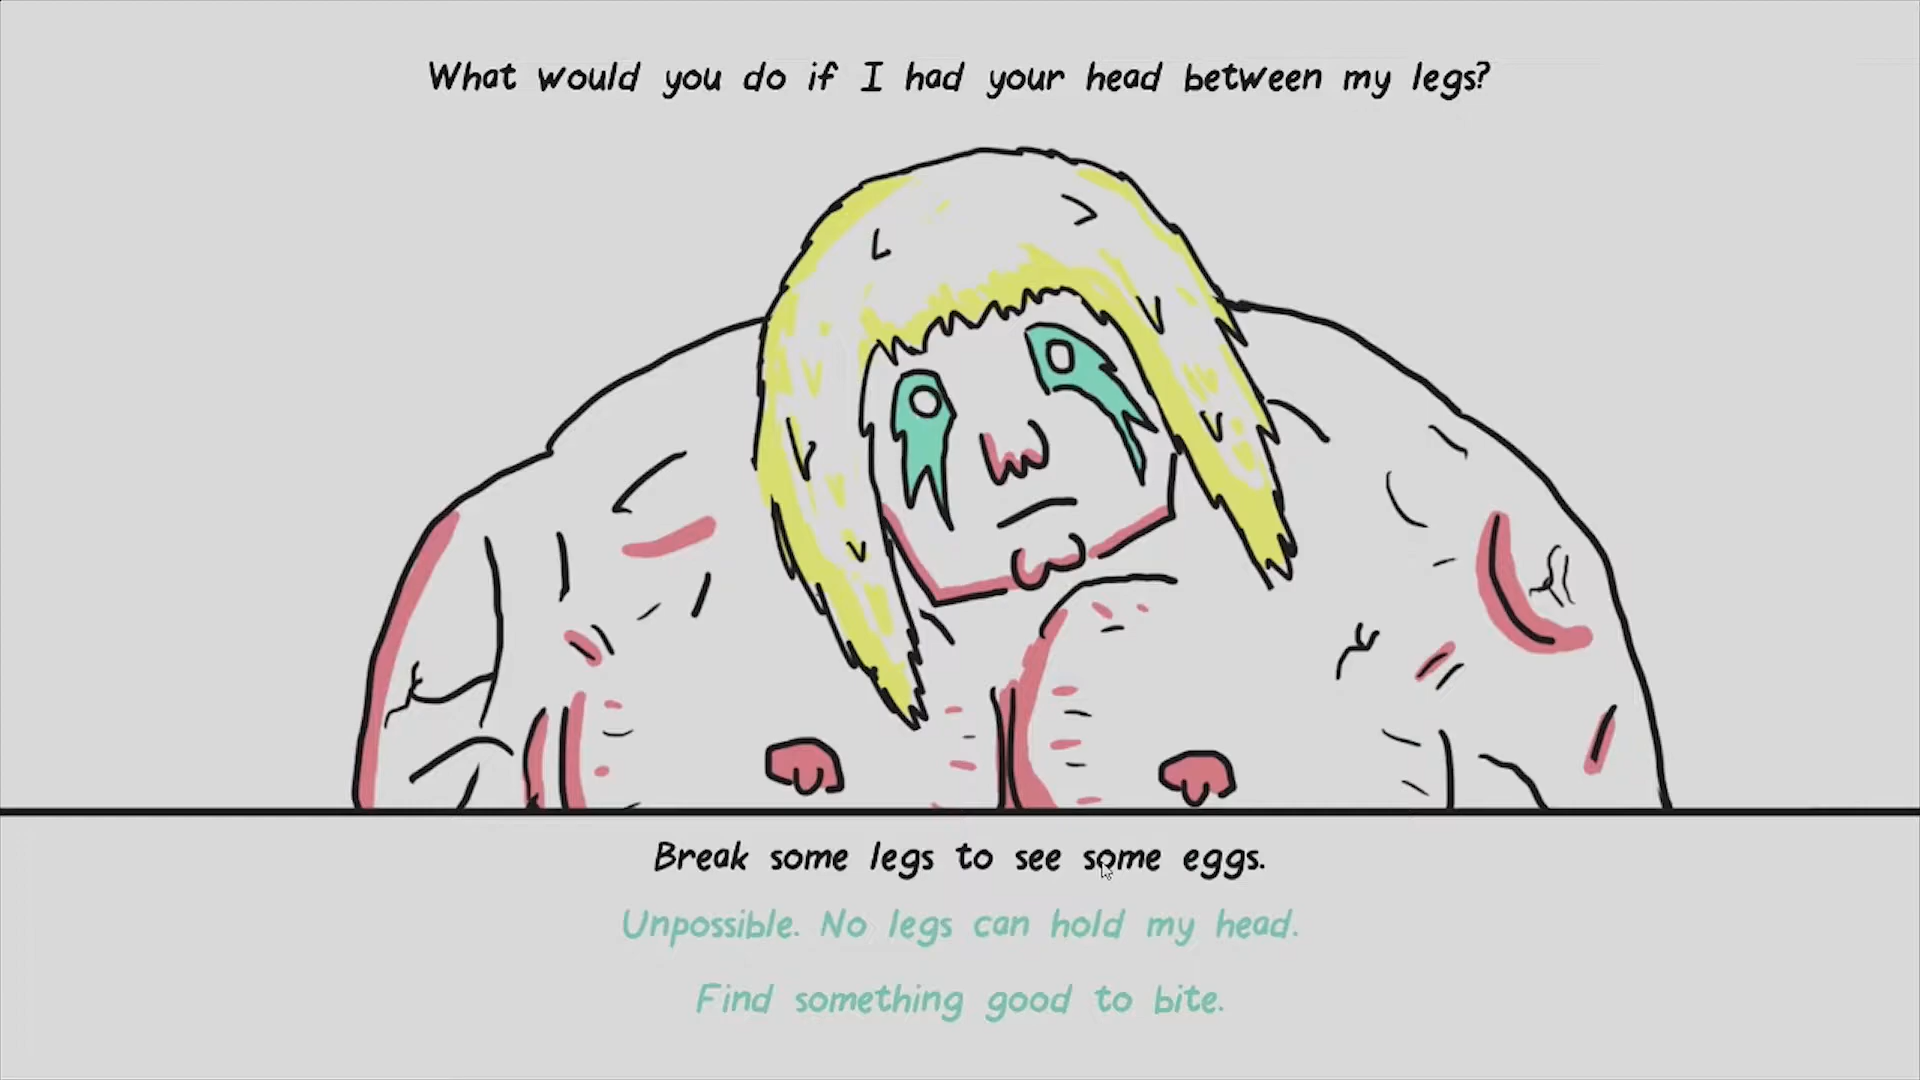 What would you do if I had your head between my legs?
Break some legs to see some eggs.
Unpossible. No legs can hold my head.
Find something good to bite.